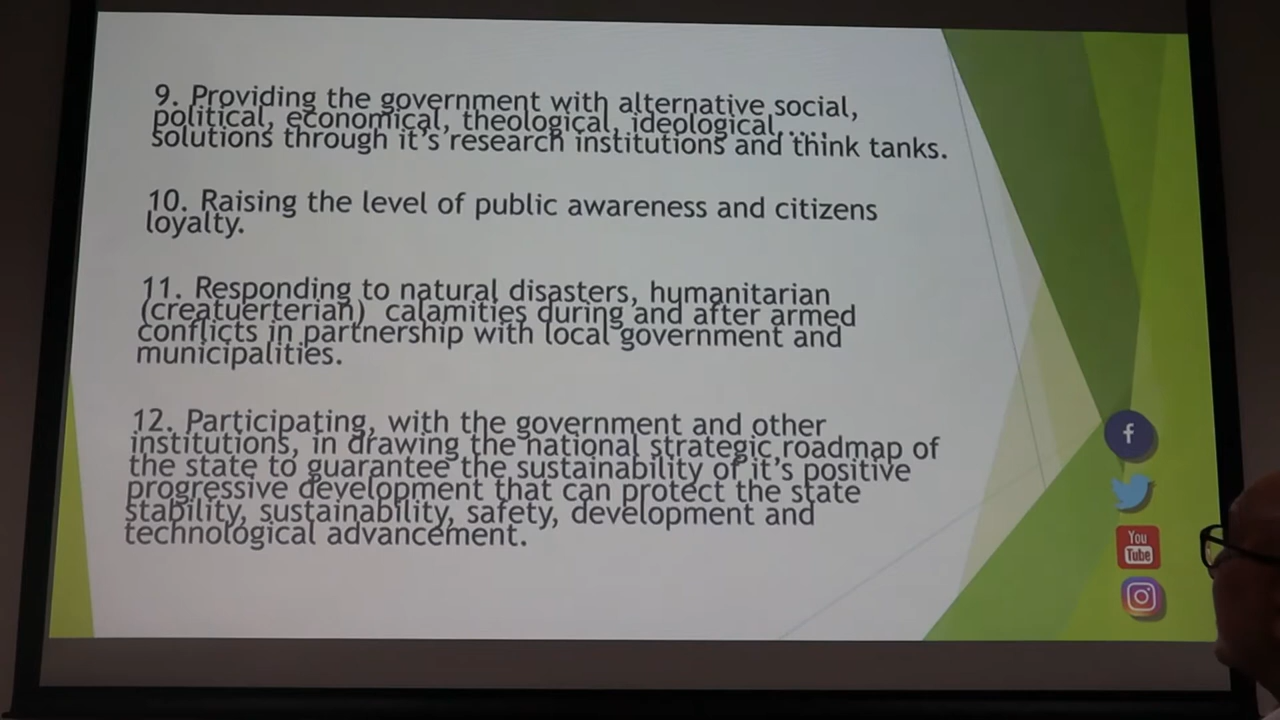 9. Providing the government with alternative social,
political, economical, theological, ideological.....
solutions through it's research institutions and think tanks.
10. Raising the level of public awareness and citizens
loyalty.
11. Responding to natural disasters, humanitarian
(creatuerterian) calamities during and after armed
conflicts in partnership with local government and
municipalities.
12. Participating, with the government and other
institutions, in drawing the national strategic roadmap of
the state to guarantee the sustainability of it's positive
progressive development that can protect the state
stability, sustainability, safety, development and
technological advancement.
f
You
Tube